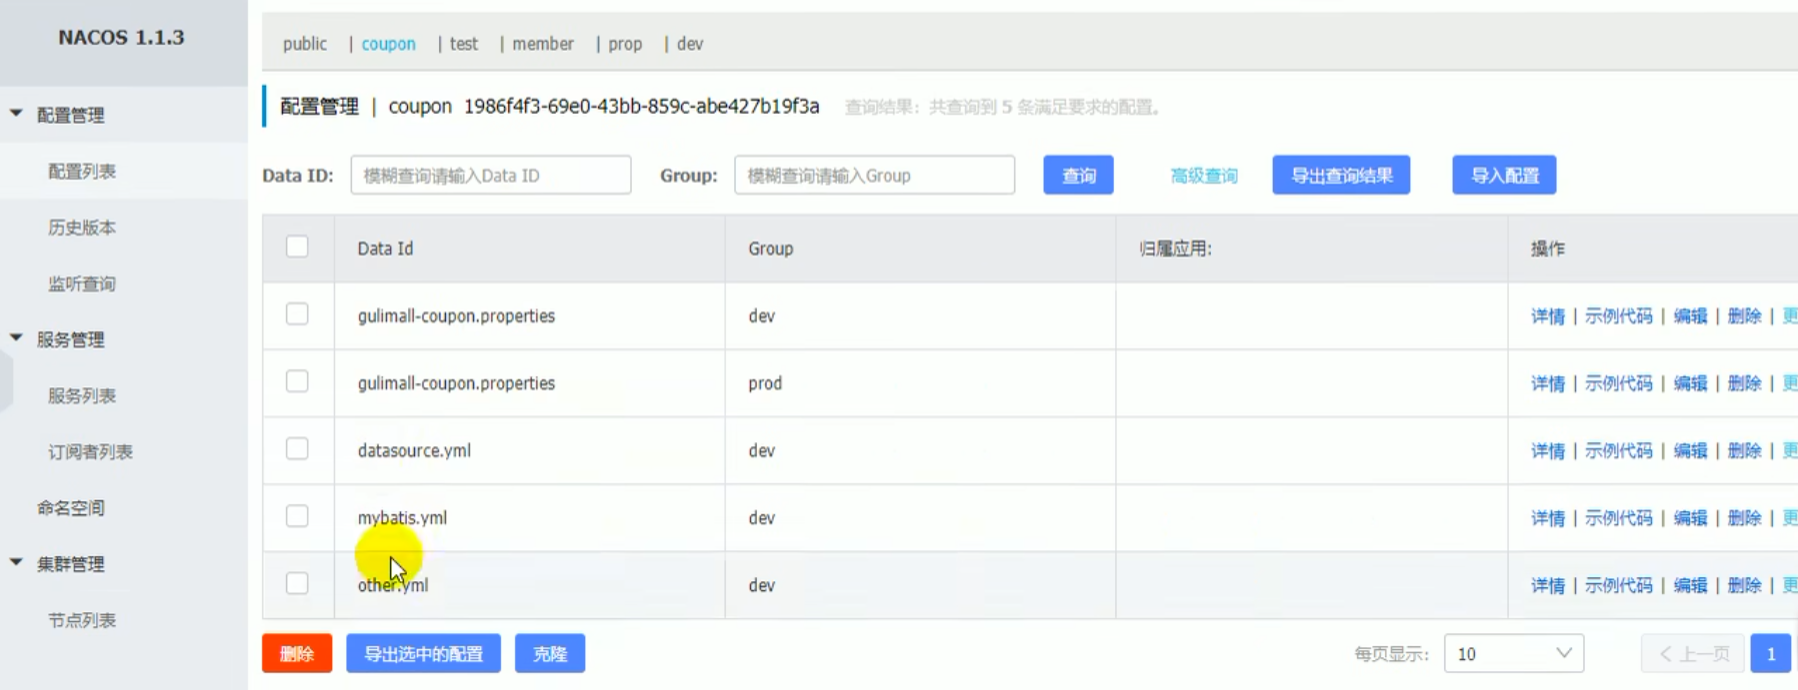 NACOS 1.1.3
配置管理
配置列表
历史版本
监听查询
服务管理
服务列表
订阅者列表
命名空间
集群管理
节点列表
public | coupon | test | member | prop | dev
配置管理 | coupon 1986f4f3-69e0-43bb-859c-abe427b19f3a 查询结果：共查询到 5 条满足要求的配置。
Data ID: 模糊查询请输入Data ID Group: 模糊查询请输入Group 查询 高级查询 导出查询结果 导入配置
Data Id Group 归属应用: 操作
gulimall-coupon.properties dev 详情 | 示例代码 | 编辑 | 删除 | 更
gulimall-coupon.properties prod 详情 | 示例代码 | 编辑 | 删除 | 更
datasource.yml dev 详情 | 示例代码 | 编辑 | 删除 | 更
mybatis.yml dev 详情 | 示例代码 | 编辑 | 删除 | 更
other.yml dev 详情 | 示例代码 | 编辑 | 删除 | 更
删除 导出选中的配置 克隆 每页显示: 10 < 上一页 1